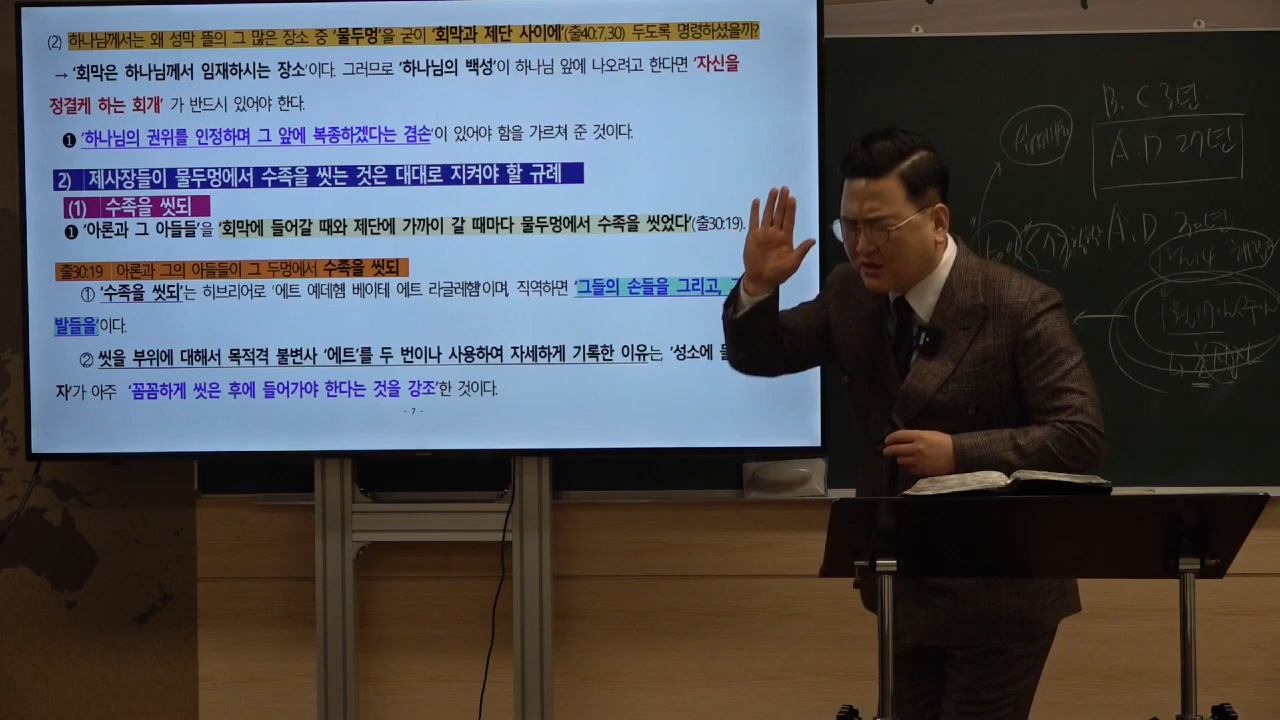 (2) 하나님께서는 왜 성막 뜰의 그 많은 장소 중 '물두멍'을 굳이 '회막과 제단 사이에'(출40:7,30) 두도록 명령하셨을까?
→ '회막은 하나님께서 임재하시는 장소'이다. 그러므로 '하나님의 백성'이 하나님 앞에 나오려고 한다면 '자신을
정결케 하는 회개' 가 반드시 있어야 한다.
❶ '하나님의 권위를 인정하며 그 앞에 복종하겠다는 겸손'이 있어야 함을 가르쳐 준 것이다.
2) 제사장들이 물두멍에서 수족을 씻는 것은 대대로 지켜야 할 규례
(1) 수족을 씻되
❶ '아론과 그 아들들'을 '회막에 들어갈 때와 제단에 가까이 갈 때마다 물두멍에서 수족을 씻었다'(출30:19).
출30:19 아론과 그의 아들들이 그 두멍에서 수족을 씻되
① '수족을 씻되'는 히브리어로 '에트 예데헴 베이테 에트 라글레헴'이며, 직역하면 '그들의 손들을 그리고,
발들을'이다.
② 씻을 부위에 대해서 목적격 불변사 '에트'를 두 번이나 사용하여 자세하게 기록한 이유는, '성소에
자'가 아주 '꼼꼼하게 씻은 후에 들어가야 한다는 것을 강조'한 것이다.
- 7 -
B.C 3년.
A.D 27년
A.D 30년